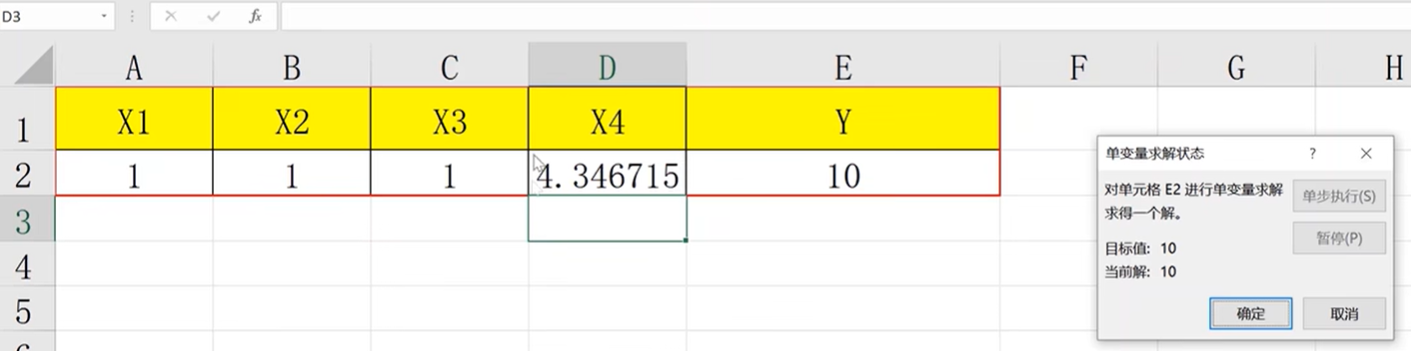 D3
fx
A B C D E F G H
1 X1 X2 X3 X4 Y
2 1 1 1 4.346715 10
3
4
5
单变量求解状态 ? ×
对单元格 E2 进行单变量求解
求得一个解。
单步执行(S)
暂停(P)
目标值: 10
当前解: 10
确定 取消